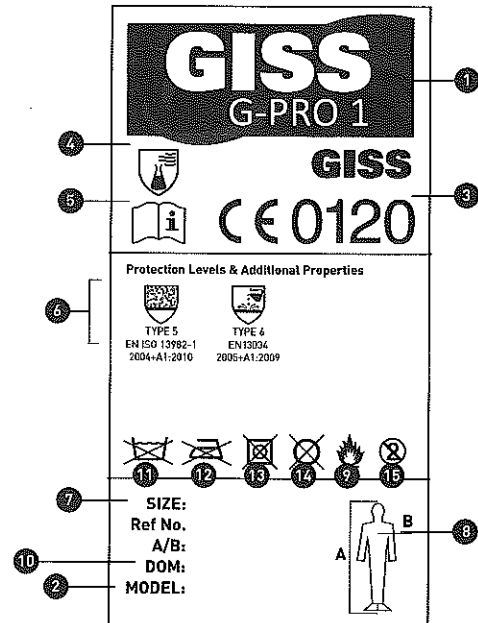 GISS
G-PRO 1
1
4
GISS
3
5
i
CE 0120
Protection Levels & Additional Properties
6
TYPE 5
EN ISO 13982-1
2004+A1:2010
TYPE 6
EN13034
2005+A1:2009
11
12
13
14
9
15
7
SIZE:
Ref No.
A/B:
10
DOM:
2
MODEL:
A
B
8